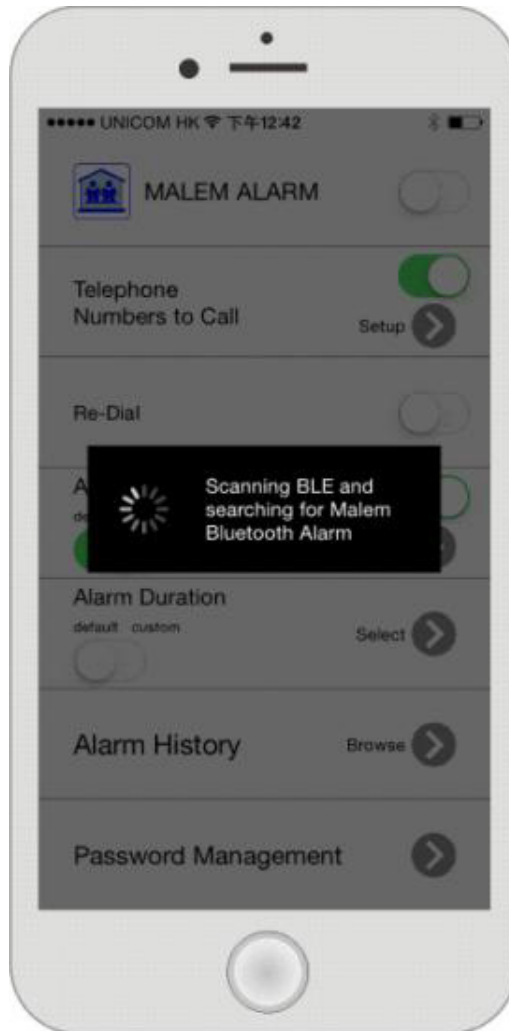 ●●●●● UNICOM HK 下午12:42
MALEM ALARM
Telephone
Numbers to Call
Setup
Re-Dial
Scanning BLE and
searching for Malem
Bluetooth Alarm
Alarm Duration
default custom
Select
Alarm History
Browse
Password Management